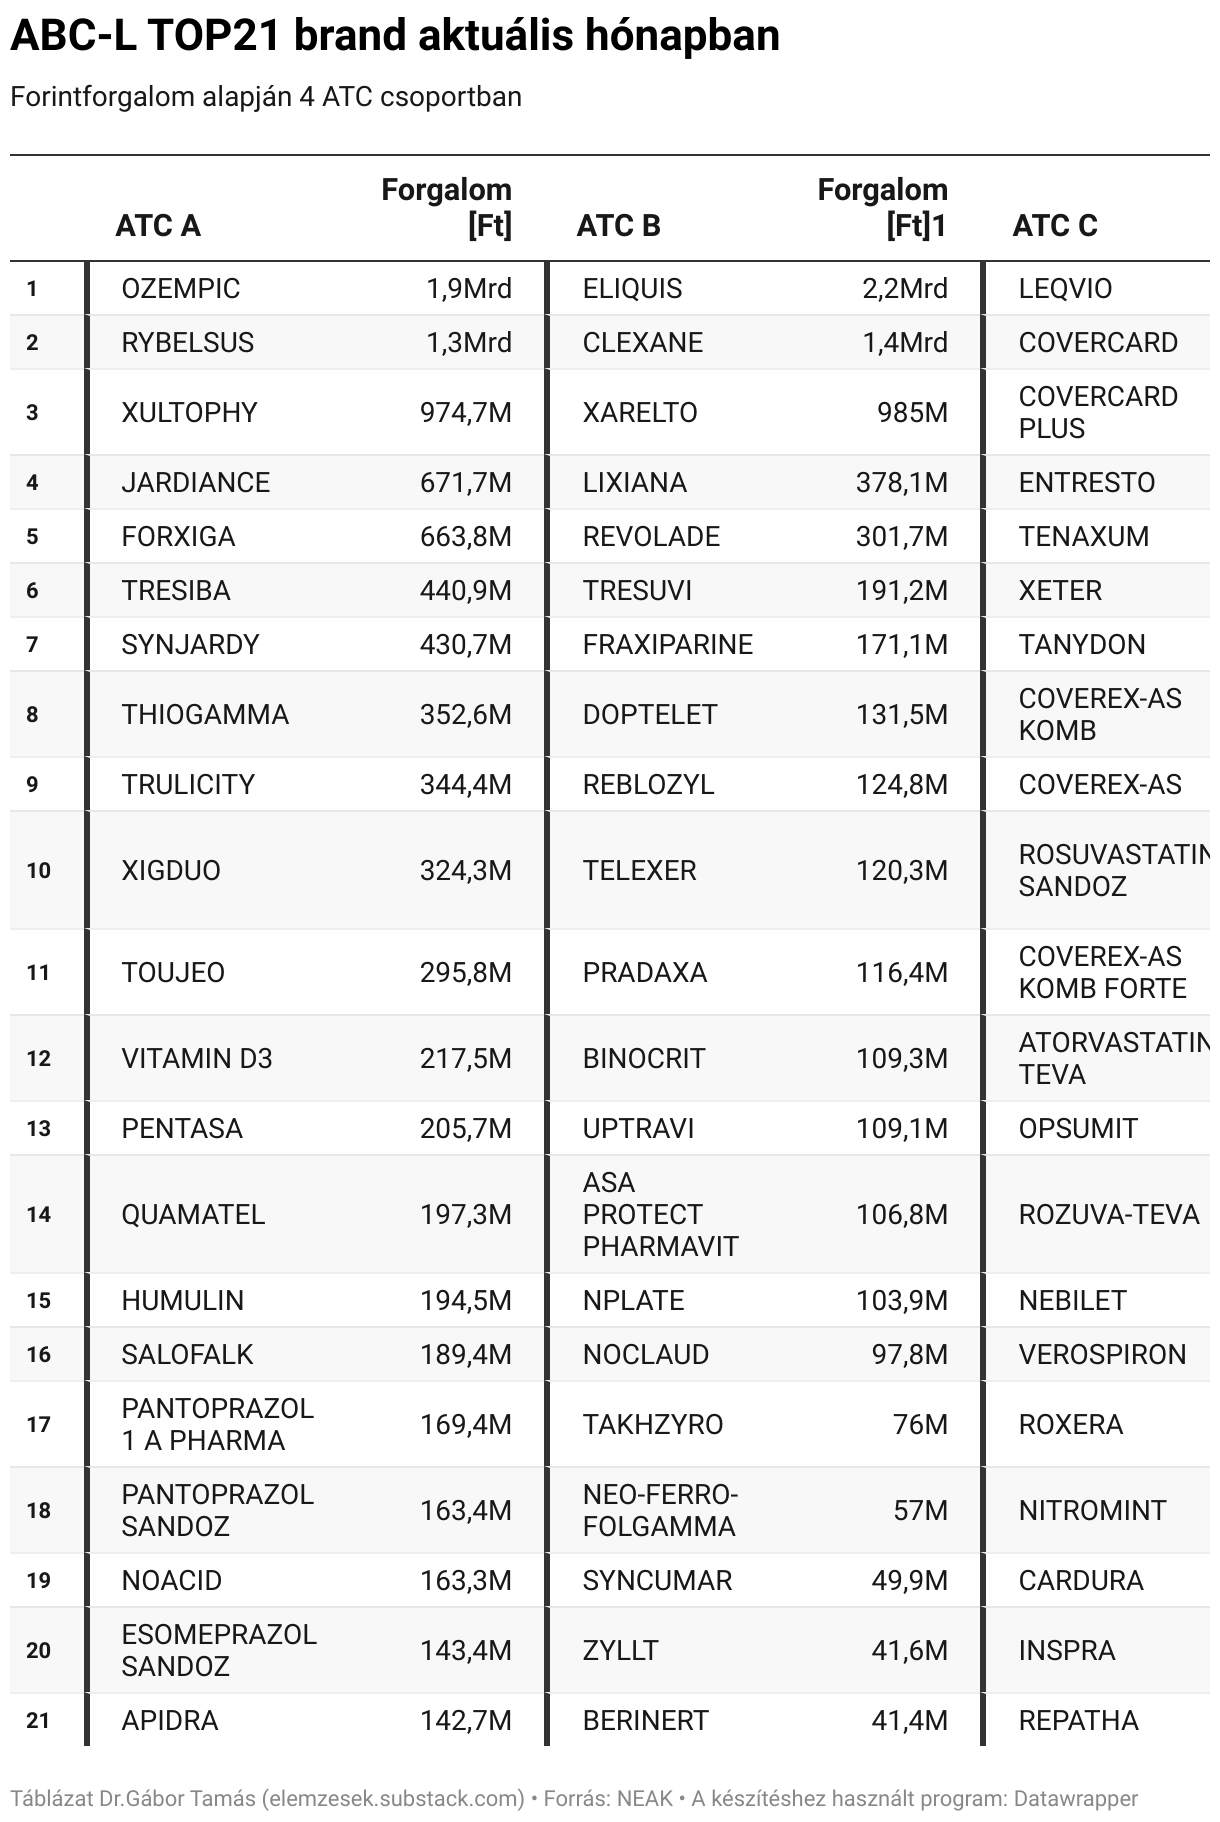 ABC-L TOP21 brand aktuális hónapban
Forintforgalom alapján 4 ATC csoportban
ATC A Forgalom [Ft] ATC B Forgalom [Ft]1 ATC C
1 OZEMPIC 1,9Mrd ELIQUIS 2,2Mrd LEQVIO
2 RYBELSUS 1,3Mrd CLEXANE 1,4Mrd COVERCARD
3 XULTOPHY 974,7M XARELTO 985M COVERCARD PLUS
4 JARDIANCE 671,7M LIXIANA 378,1M ENTRESTO
5 FORXIGA 663,8M REVOLADE 301,7M TENAXUM
6 TRESIBA 440,9M TRESUVI 191,2M XETER
7 SYNJARDY 430,7M FRAXIPARINE 171,1M TANYDON
8 THIOGAMMA 352,6M DOPTELET 131,5M COVEREX-AS KOMB
9 TRULICITY 344,4M REBLOZYL 124,8M COVEREX-AS
10 XIGDUO 324,3M TELEXER 120,3M ROSUVASTATIN SANDOZ
11 TOUJEO 295,8M PRADAXA 116,4M COVEREX-AS KOMB FORTE
12 VITAMIN D3 217,5M BINOCRIT 109,3M ATORVASTATIN TEVA
13 PENTASA 205,7M UPTRAVI 109,1M OPSUMIT
14 QUAMATEL 197,3M ASA PROTECT PHARMAVIT 106,8M ROZUVA-TEVA
15 HUMULIN 194,5M NPLATE 103,9M NEBILET
16 SALOFALK 189,4M NOCLAUD 97,8M VEROSPIRON
17 PANTOPRAZOL 1 A PHARMA 169,4M TAKHZYRO 76M ROXERA
18 PANTOPRAZOL SANDOZ 163,4M NEO-FERRO-FOLGAMMA 57M NITROMINT
19 NOACID 163,3M SYNCUMAR 49,9M CARDURA
20 ESOMEPRAZOL SANDOZ 143,4M ZYLLT 41,6M INSPRA
21 APIDRA 142,7M BERINERT 41,4M REPATHA
Táblázat Dr.Gábor Tamás (elemzesek.substack.com) • Forrás: NEAK • A készítéshez használt program: Datawrapper